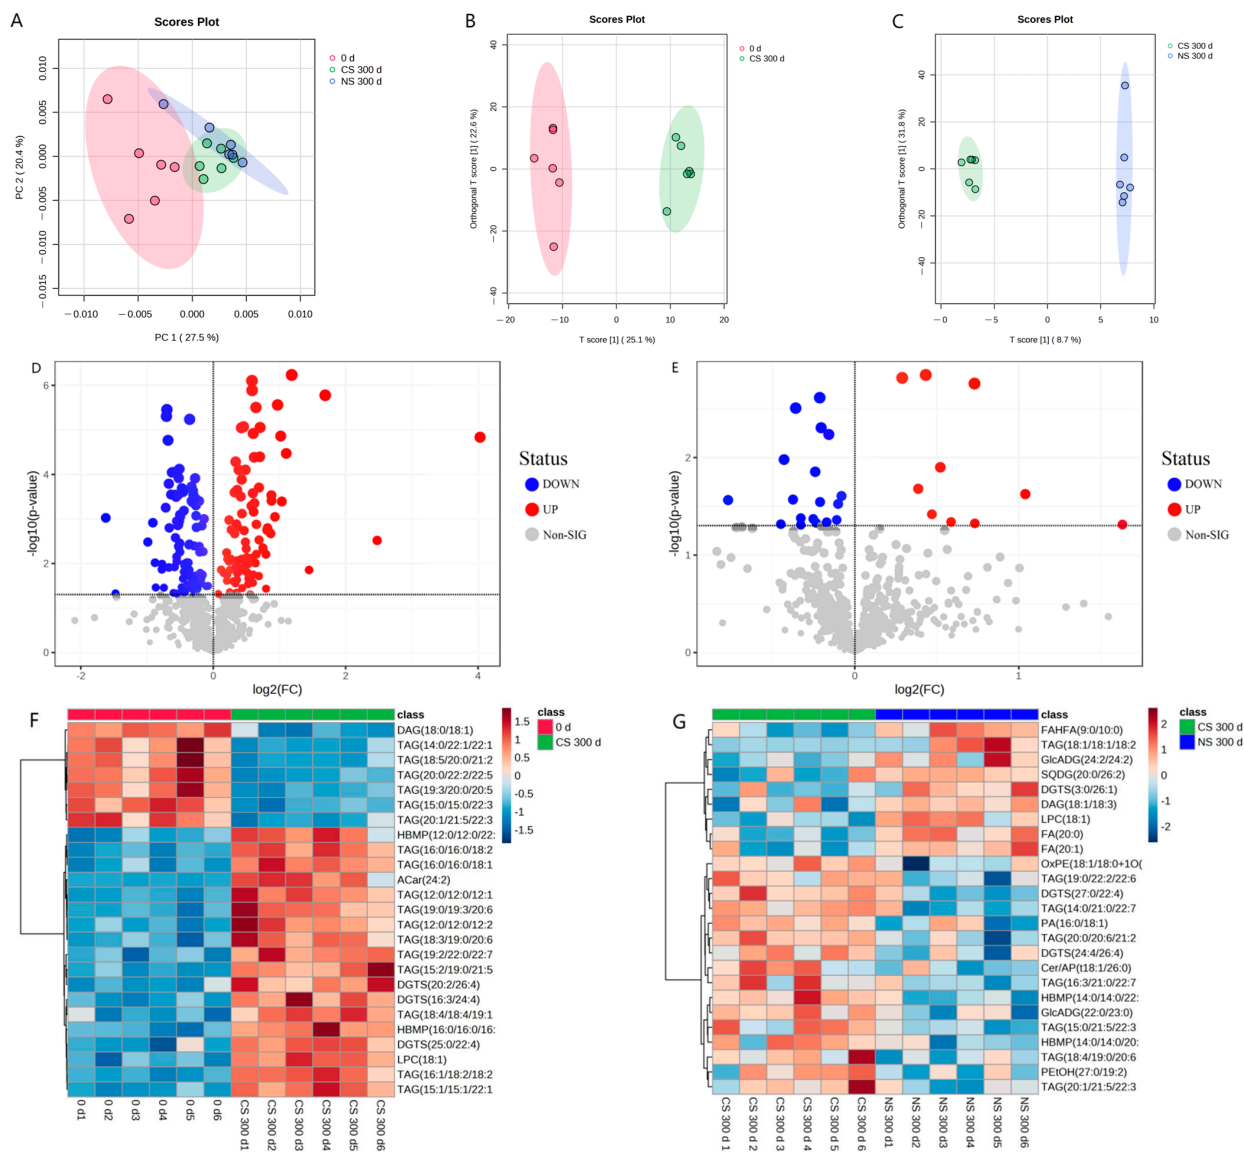 A
Scores Plot
0 d
CS 300 d
NS 300 d
PC 2 ( 20.4 %)
0.010
0.005
0.000
−0.005
−0.010
−0.015
−0.010
−0.005
0.000
0.005
0.010
PC 1 ( 27.5 %)
B
Scores Plot
0 d
CS 300 d
Orthogonal T score [1] ( 22.6 %)
40
20
0
−20
−40
−20
−10
0
10
20
T score [1] ( 25.1 %)
C
Scores Plot
CS 300 d
NS 300 d
Orthogonal T score [1] ( 31.8 %)
40
20
0
−20
−40
−0
−5
0
5
10
T score [1] ( 8.7 %)
D
-log10(p-value)
6
4
2
0
-2
0
2
4
log2(FC)
Status
DOWN
UP
Non-SIG
E
-log10(p-value)
2
1
0
0
1
log2(FC)
Status
DOWN
UP
Non-SIG
F
class
DAG(18:0/18:1)
TAG(14:0/22:1/22:1
TAG(18:5/20:0/21:2
TAG(20:0/22:2/22:5
TAG(19:3/20:0/20:5
TAG(15:0/15:0/22:3
TAG(20:1/21:5/22:3
HBMP(12:0/12:0/22:
TAG(16:0/16:0/18:2
TAG(16:0/16:0/18:1
ACar(24:2)
TAG(12:0/12:0/12:1
TAG(19:0/19:3/20:6
TAG(12:0/12:0/12:2
TAG(18:3/19:0/20:6
TAG(19:2/22:0/22:7
TAG(15:2/19:0/21:5
DGTS(20:2/26:4)
DGTS(16:3/24:4)
TAG(18:4/18:4/19:1
HBMP(16:0/16:0/16:
DGTS(25:0/22:4)
LPC(18:1)
TAG(16:1/18:2/18:2
TAG(15:1/15:1/22:1
0 d1
0 d2
0 d3
0 d4
0 d5
0 d6
CS 300 d1
CS 300 d2
CS 300 d3
CS 300 d4
CS 300 d5
CS 300 d6
1.5
1
0.5
0
-0.5
-1
-1.5
class
0 d
CS 300 d
G
class
FAHFA(9:0/10:0)
TAG(18:1/18:1/18:2
GlcADG(24:2/24:2)
SQDG(20:0/26:2)
DGTS(3:0/26:1)
DAG(18:1/18:3)
LPC(18:1)
FA(20:0)
FA(20:1)
OxPE(18:1/18:0+1O(
TAG(19:0/22:2/22:6
DGTS(27:0/22:4)
TAG(14:0/21:0/22:7
PA(16:0/18:1)
TAG(20:0/20:6/21:2
DGTS(24:4/26:4)
Cer/AP(t18:1/26:0)
TAG(16:3/21:0/22:7
HBMP(14:0/14:0/22:
GlcADG(22:0/23:0)
TAG(15:0/21:5/22:3
HBMP(14:0/14:0/20:
TAG(18:4/19:0/20:6
PEtOH(27:0/19:2)
TAG(20:1/21:5/22:3
CS 300 d 1
CS 300 d 2
CS 300 d 3
CS 300 d 4
CS 300 d 5
CS 300 d 6
NS 300 d1
NS 300 d2
NS 300 d3
NS 300 d4
NS 300 d5
NS 300 d6
2
1
0
-1
-2
class
CS 300 d
NS 300 d